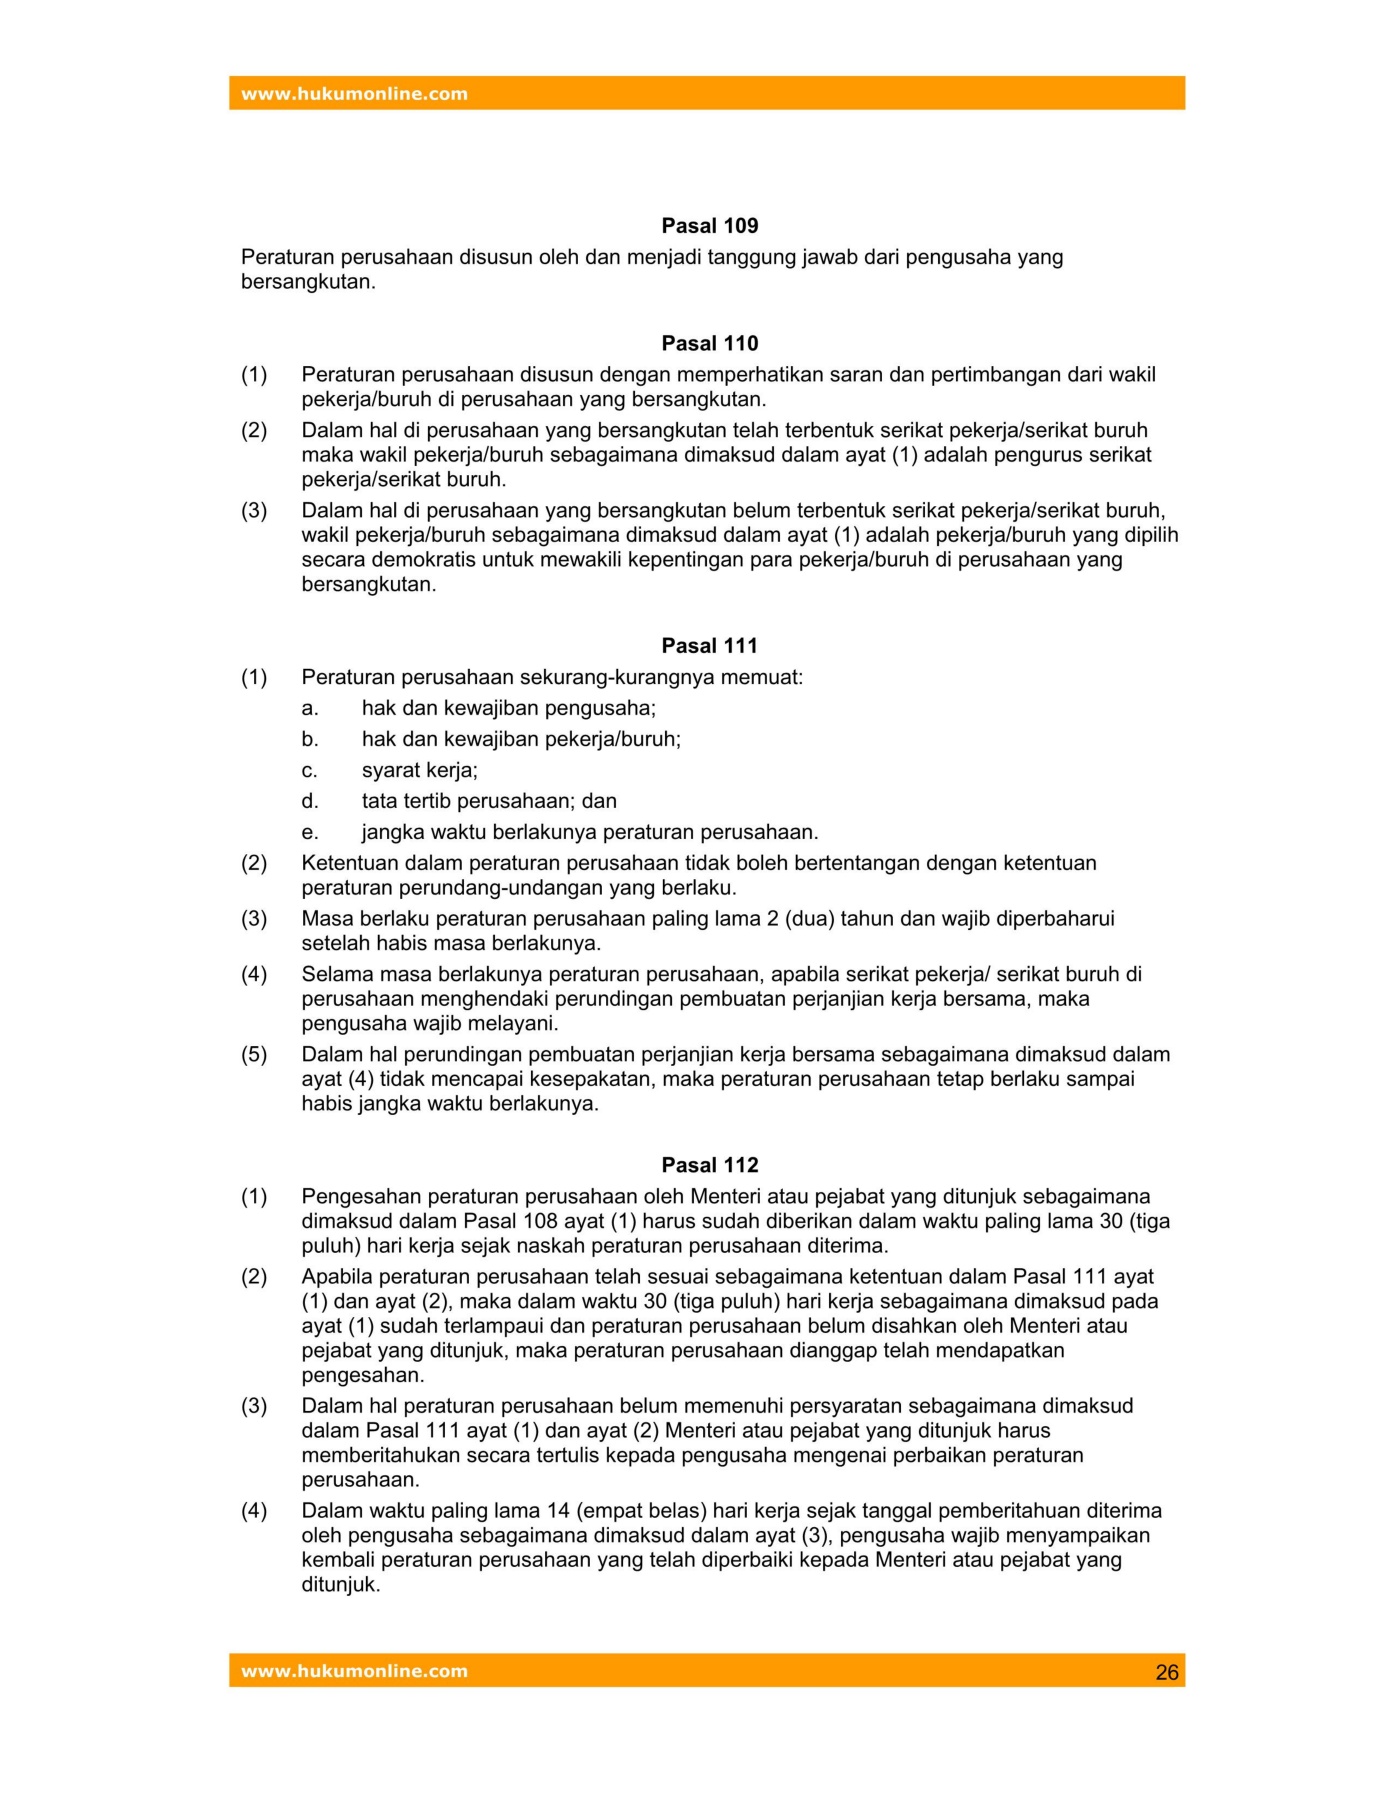 www.hukumonline.com
Pasal 109
Peraturan perusahaan disusun oleh dan menjadi tanggung jawab dari pengusaha yang
bersangkutan.
Pasal 110
(1) Peraturan perusahaan disusun dengan memperhatikan saran dan pertimbangan dari wakil
pekerja/buruh di perusahaan yang bersangkutan.
(2) Dalam hal di perusahaan yang bersangkutan telah terbentuk serikat pekerja/serikat buruh
maka wakil pekerja/buruh sebagaimana dimaksud dalam ayat (1) adalah pengurus serikat
pekerja/serikat buruh.
(3) Dalam hal di perusahaan yang bersangkutan belum terbentuk serikat pekerja/serikat buruh,
wakil pekerja/buruh sebagaimana dimaksud dalam ayat (1) adalah pekerja/buruh yang dipilih
secara demokratis untuk mewakili kepentingan para pekerja/buruh di perusahaan yang
bersangkutan.
Pasal 111
(1) Peraturan perusahaan sekurang-kurangnya memuat:
a. hak dan kewajiban pengusaha;
b. hak dan kewajiban pekerja/buruh;
c. syarat kerja;
d. tata tertib perusahaan; dan
e. jangka waktu berlakunya peraturan perusahaan.
(2) Ketentuan dalam peraturan perusahaan tidak boleh bertentangan dengan ketentuan
peraturan perundang-undangan yang berlaku.
(3) Masa berlaku peraturan perusahaan paling lama 2 (dua) tahun dan wajib diperbaharui
setelah habis masa berlakunya.
(4) Selama masa berlakunya peraturan perusahaan, apabila serikat pekerja/ serikat buruh di
perusahaan menghendaki perundingan pembuatan perjanjian kerja bersama, maka
pengusaha wajib melayani.
(5) Dalam hal perundingan pembuatan perjanjian kerja bersama sebagaimana dimaksud dalam
ayat (4) tidak mencapai kesepakatan, maka peraturan perusahaan tetap berlaku sampai
habis jangka waktu berlakunya.
Pasal 112
(1) Pengesahan peraturan perusahaan oleh Menteri atau pejabat yang ditunjuk sebagaimana
dimaksud dalam Pasal 108 ayat (1) harus sudah diberikan dalam waktu paling lama 30 (tiga
puluh) hari kerja sejak naskah peraturan perusahaan diterima.
(2) Apabila peraturan perusahaan telah sesuai sebagaimana ketentuan dalam Pasal 111 ayat
(1) dan ayat (2), maka dalam waktu 30 (tiga puluh) hari kerja sebagaimana dimaksud pada
ayat (1) sudah terlampaui dan peraturan perusahaan belum disahkan oleh Menteri atau
pejabat yang ditunjuk, maka peraturan perusahaan dianggap telah mendapatkan
pengesahan.
(3) Dalam hal peraturan perusahaan belum memenuhi persyaratan sebagaimana dimaksud
dalam Pasal 111 ayat (1) dan ayat (2) Menteri atau pejabat yang ditunjuk harus
memberitahukan secara tertulis kepada pengusaha mengenai perbaikan peraturan
perusahaan.
(4) Dalam waktu paling lama 14 (empat belas) hari kerja sejak tanggal pemberitahuan diterima
oleh pengusaha sebagaimana dimaksud dalam ayat (3), pengusaha wajib menyampaikan
kembali peraturan perusahaan yang telah diperbaiki kepada Menteri atau pejabat yang
ditunjuk.
www.hukumonline.com 26